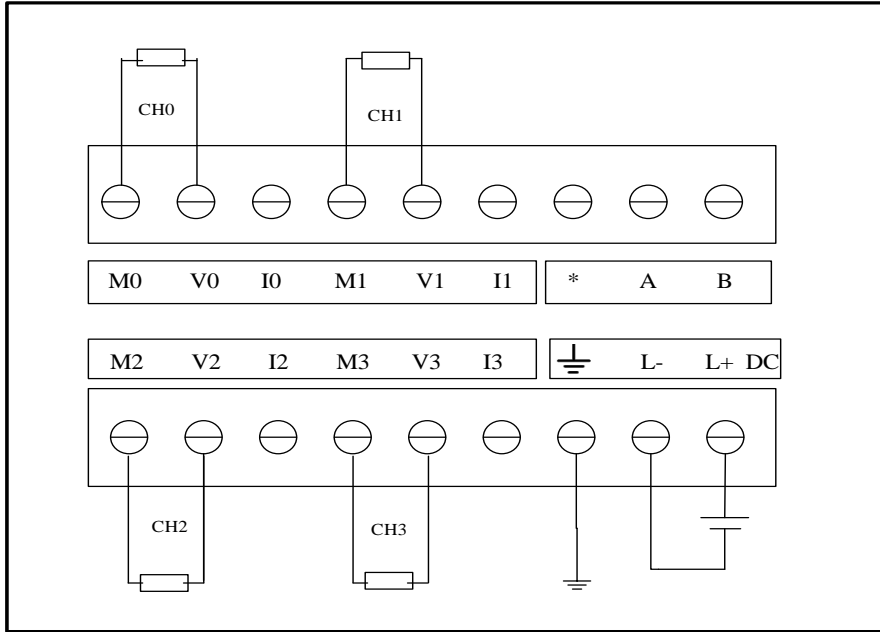 CH0 CH1
M0 V0 I0 M1 V1 I1 * A B
M2 V2 I2 M3 V3 I3 L- L+ DC
CH2 CH3